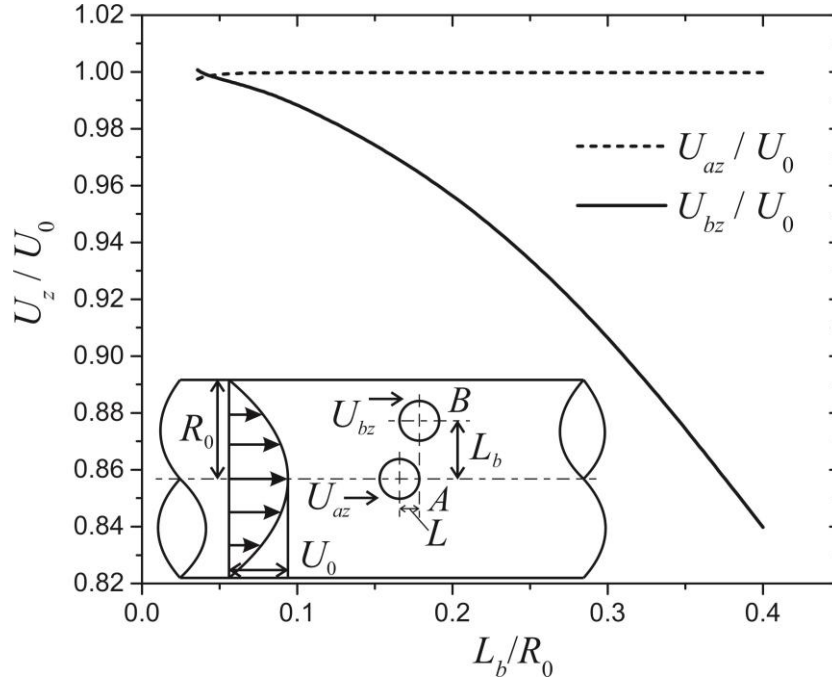 1.02
1.00
0.98
0.96
0.94
0.92
0.90
0.88
0.86
0.84
0.82
U_z / U_0
U_az / U_0
U_bz / U_0
R_0
U_bz
B
L_b
U_az
A
L
U_0
0.0
0.1
0.2
0.3
0.4
L_b/R_0